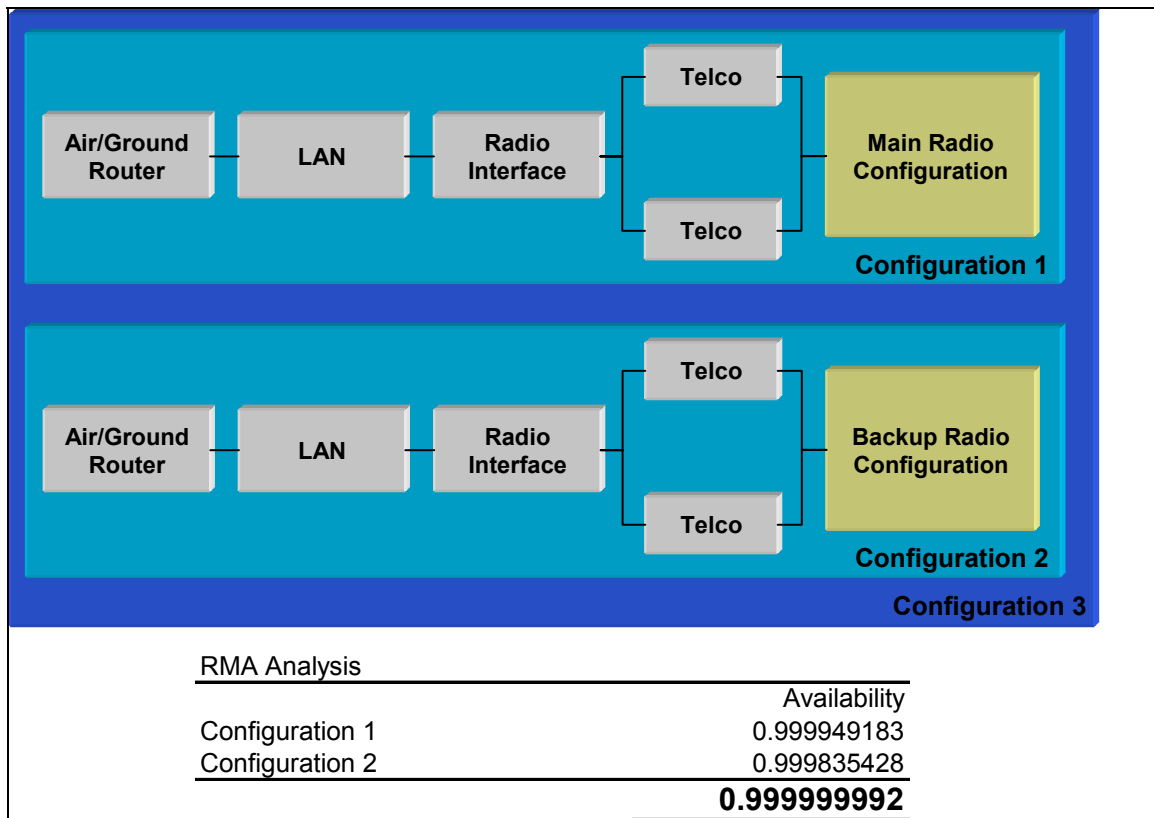 Telco
Air/Ground
Router
LAN
Radio
Interface
Main Radio
Configuration
Telco
Configuration 1
Telco
Air/Ground
Router
LAN
Radio
Interface
Backup Radio
Configuration
Telco
Configuration 2
Configuration 3
RMA Analysis
Availability
Configuration 1 0.999949183
Configuration 2 0.999835428
0.999999992